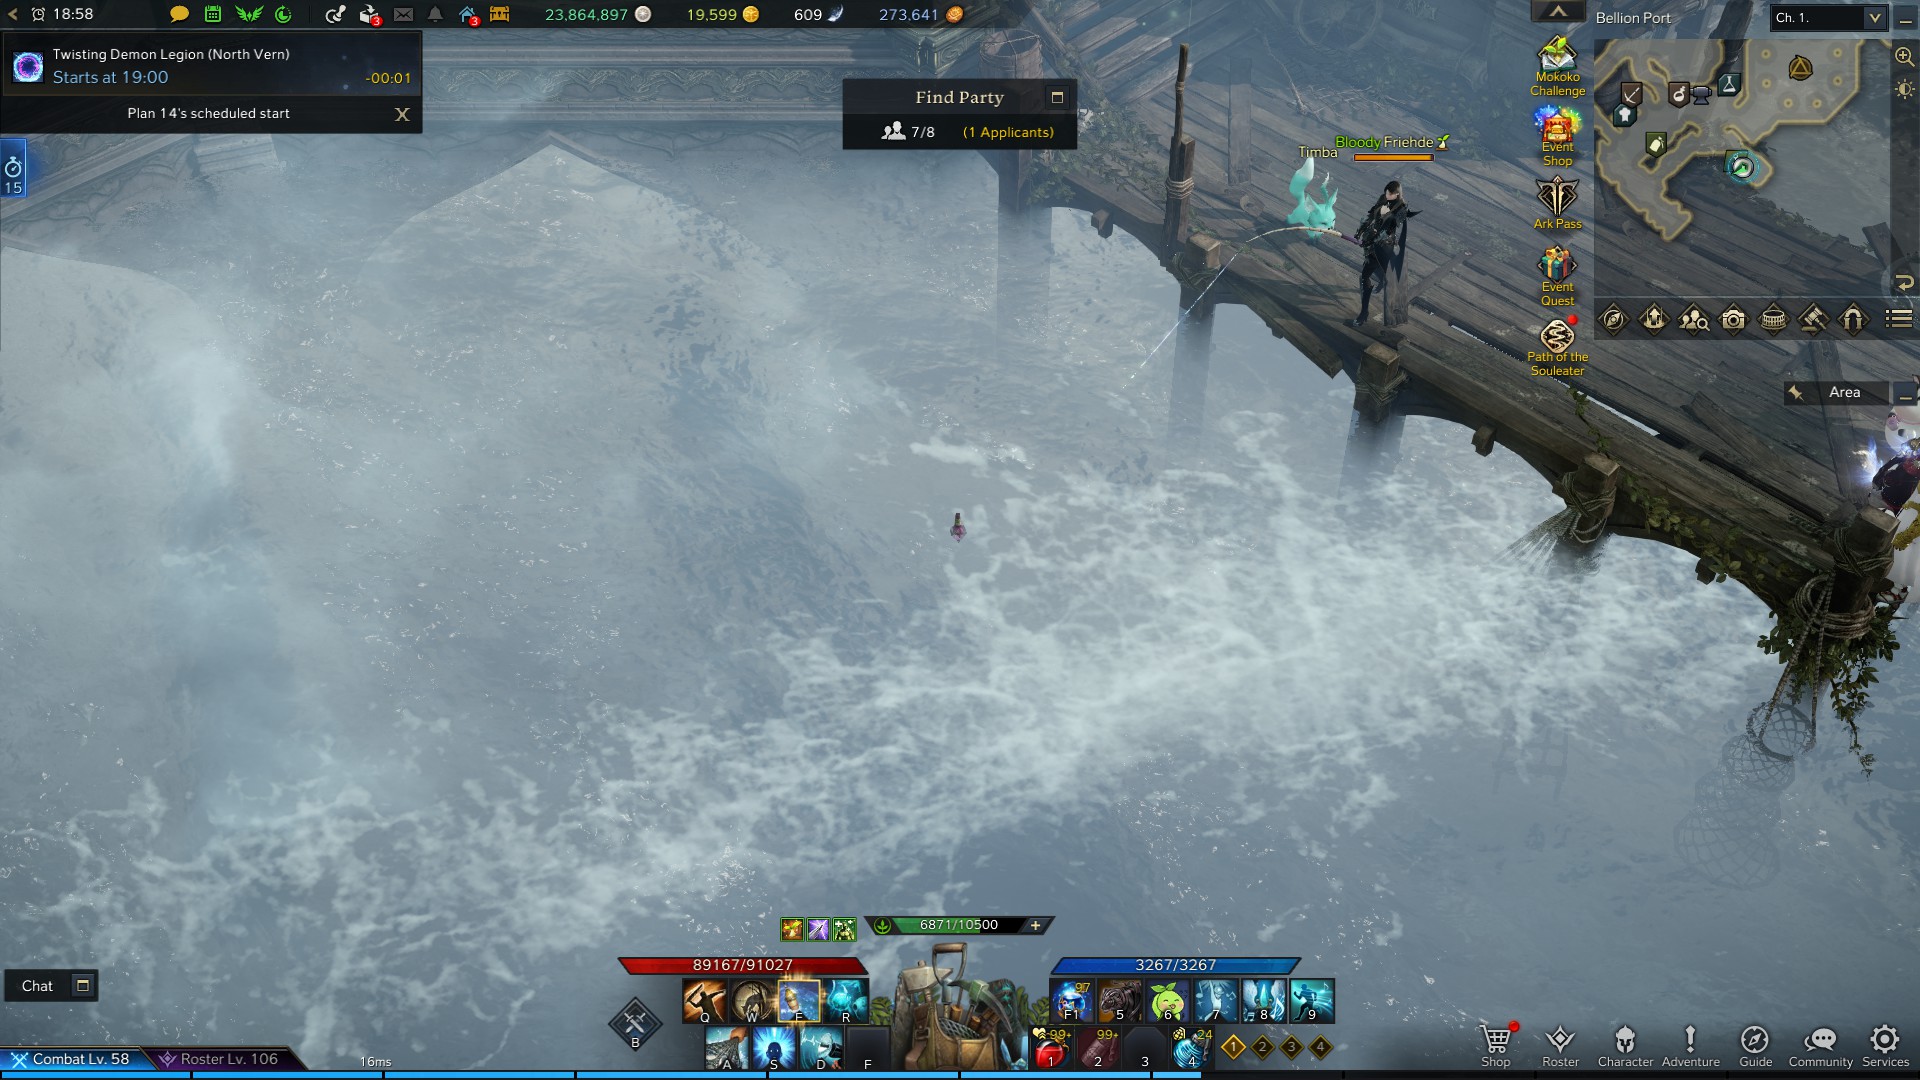 18:58
3
3
23,864,897
19,599
609
273,641
Twisting Demon Legion (North Vern)
Starts at 19:00
-00:01
Plan 14's scheduled start
X
15
Find Party
7/8
(1 Applicants)
Bloody Friehde
Timba
Mokoko
Challenge
Event
Shop
Ark Pass
Event
Quest
Path of the
Souleater
Bellion Port
Ch. 1.
Area
Chat
6871/10500
89167/91027
3267/3267
B
Q
W
E
R
A
S
D
F
97
F1
5
6
7
8
9
99+
1
99+
2
3
24
4
1
2
3
4
Combat Lv. 58
Roster Lv. 106
16ms
Shop
Roster
Character
Adventure
Guide
Community
Services